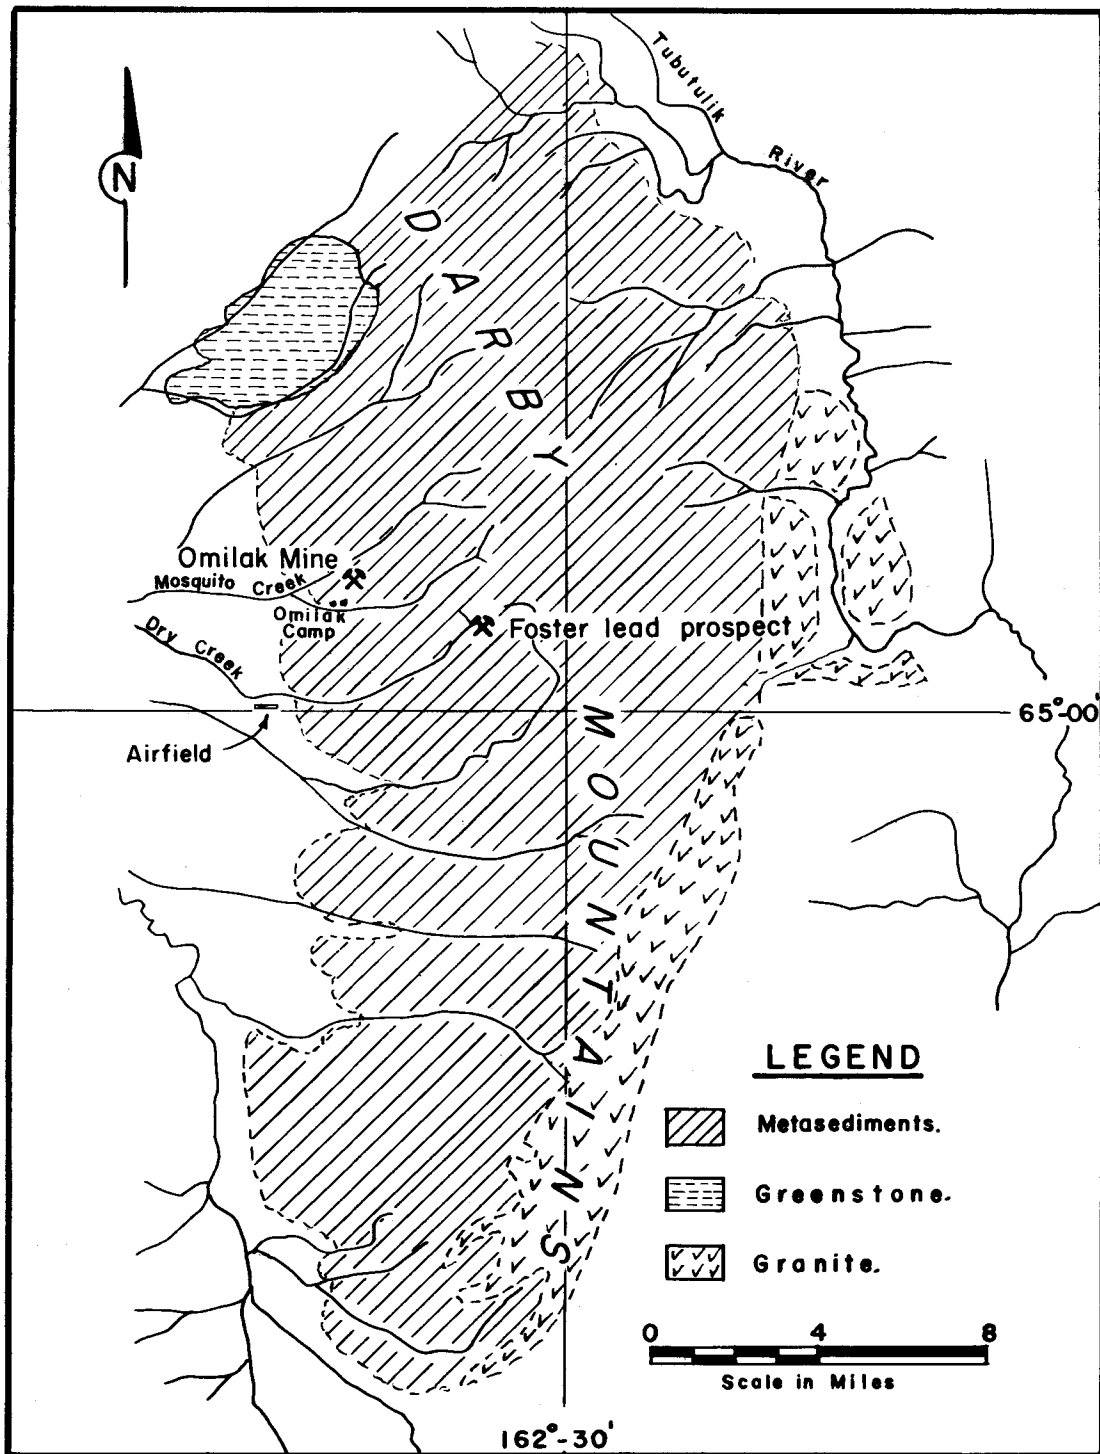 Tubutulik
River
N
DARBY
Omilak Mine
Mosquito Creek
Omilak
Camp
Foster lead prospect
Dry Creek
65°-00'
Airfield
MOUNTAINS
LEGEND
Metasediments.
Greenstone.
Granite.
0 4 8
Scale in Miles
162°-30'